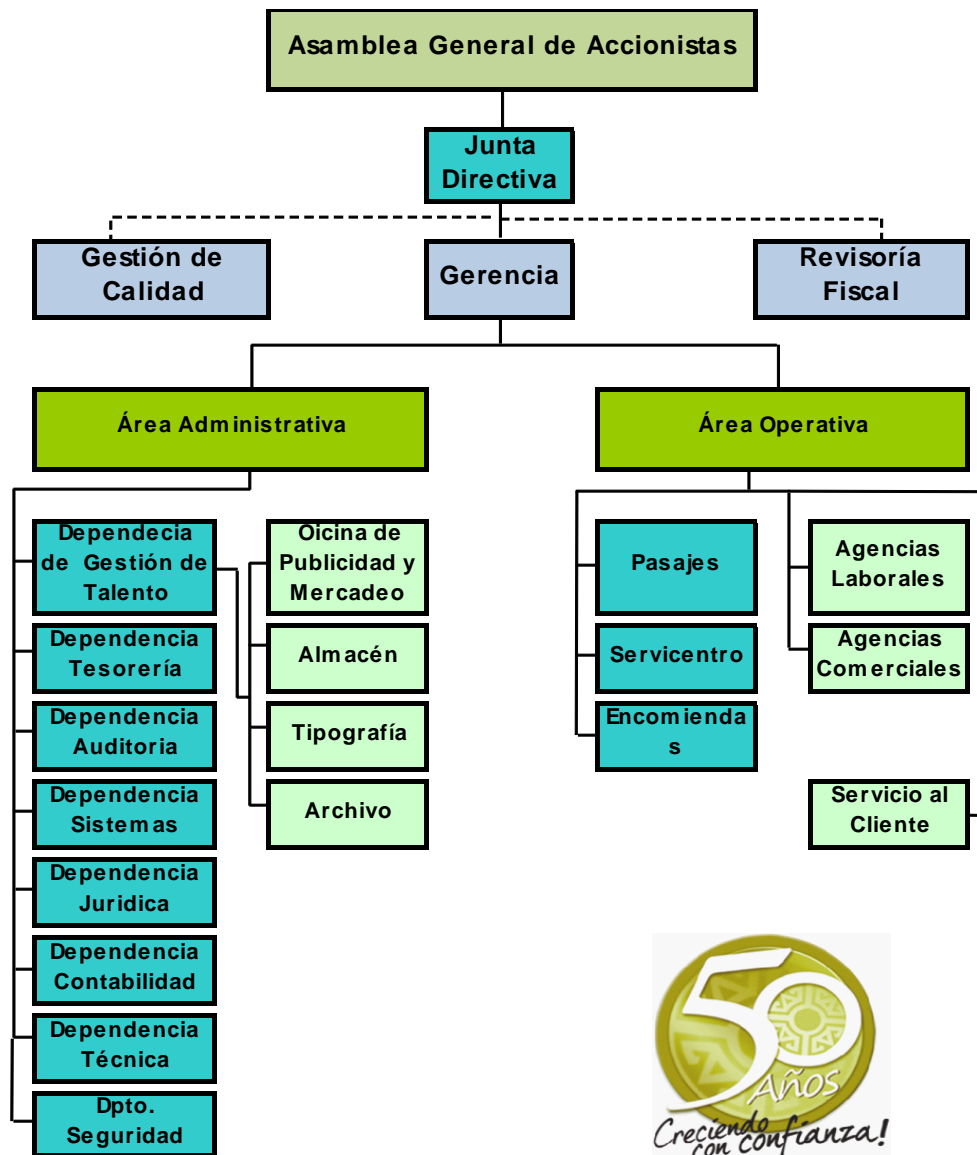 Asamblea General de Accionistas
Junta
Directiva
Gestión de
Calidad
Gerencia
Revisoría
Fiscal
Área Administrativa
Área Operativa
Dependecia
de Gestión de
Talento
Oicina de
Publicidad y
Mercadeo
Pasajes
Agencias
Laborales
Dependencia
Tesorería
Almacén
Servicentro
Agencias
Comerciales
Dependencia
Auditoria
Tipografía
Encomienda
s
Dependencia
Sistemas
Archivo
Servicio al
Cliente
Dependencia
Juridica
Dependencia
Contabilidad
Dependencia
Técnica
Dpto.
Seguridad
50
Años
Creciendo
con confianza!